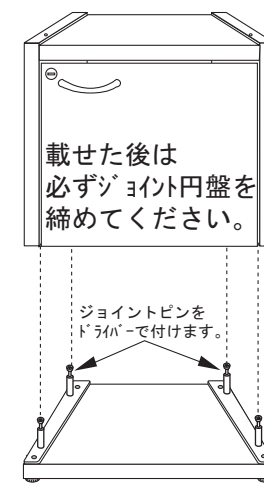 載せた後は
必ずｼﾞｮｲﾝﾄ円盤を
締めてください。
ジョイントピンを
ﾄﾞﾗｲﾊﾞｰで付けます。